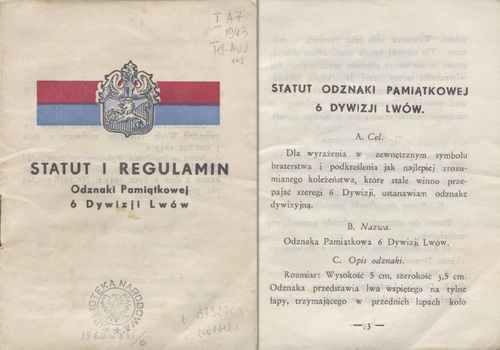 I A7
1943
Tel-Aviv
STATUT I REGULAMIN
Odznaki Pamiątkowej
6 Dywizji Lwów
BIBLIOTEKA NARODOWA
STATUT ODZNAKI PAMIĄTKOWEJ
6 DYWIZJI LWÓW.
A. Cel.
Dla wyrażenia w zewnętrznym symbolu
braterstwa i podkreślenia jak najlepiej zrozu-
mianego koleżeństwa, które stale winno prze-
pajać szeregi 6 Dywizji, ustanawiam odznakę
dywizyjną.
B. Nazwa.
Odznaka Pamiątkowa 6 Dywizji Lwów.
C. Opis odznaki.
Rozmiar: Wysokość 5 cm, szerokość 3,5 cm.
Odznaka przedstawia lwa wspiętego na tylne
łapy, trzymającego w przednich łapach koło
— 3 —